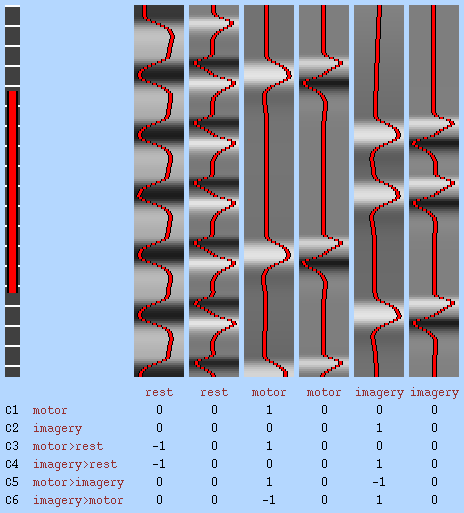 rest rest motor motor imagery imagery
C1 motor 0 0 1 0 0 0
C2 imagery 0 0 0 0 1 0
C3 motor>rest -1 0 1 0 0 0
C4 imagery>rest -1 0 0 0 1 0
C5 motor>imagery 0 0 1 0 -1 0
C6 imagery>motor 0 0 -1 0 1 0